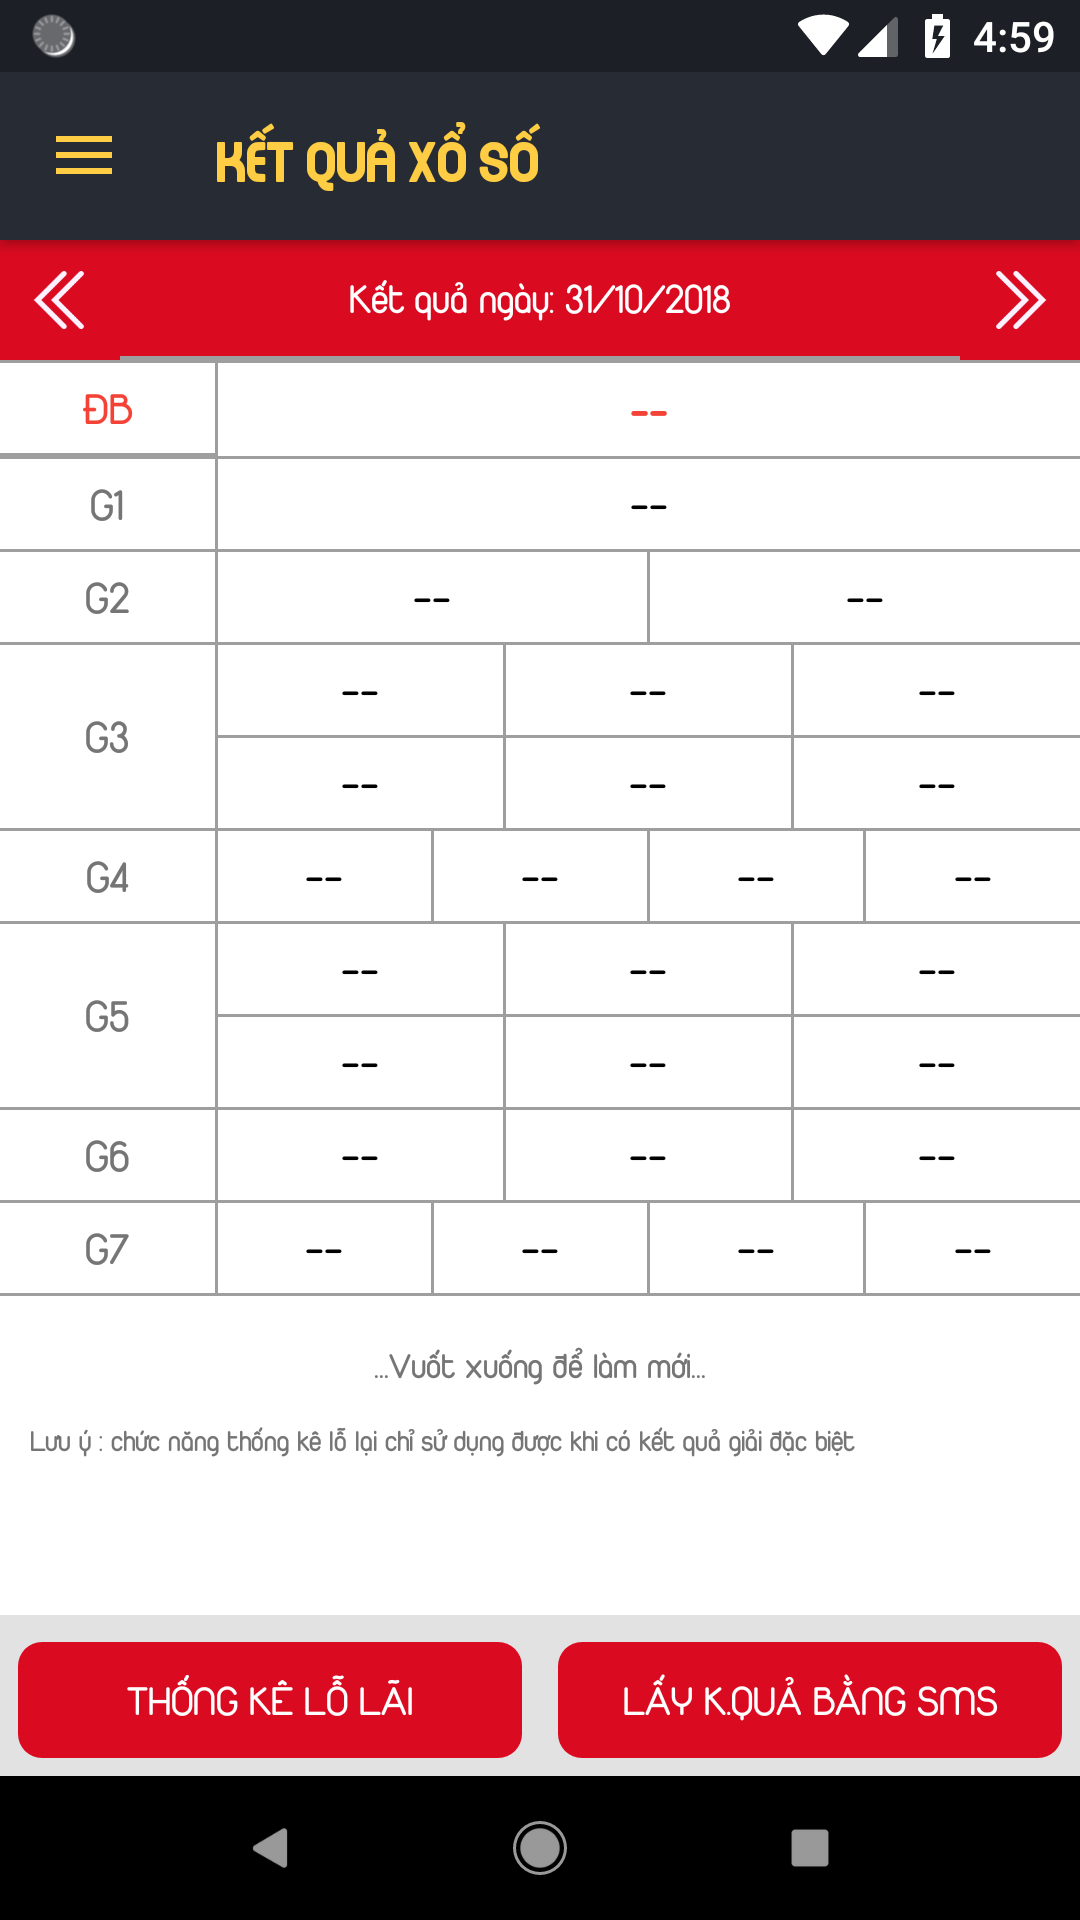 4:59
KẾT QUẢ XỔ SỐ
Kết quả ngày: 31/10/2018
ĐB --
G1 --
G2 -- --
-- -- --
G3
-- -- --
G4 -- -- -- --
-- -- --
G5
-- -- --
G6 -- -- --
G7 -- -- -- --
...Vuốt xuống để làm mới...
Lưu ý : chức năng thống kê lỗ lại chỉ sử dụng được khi có kết quả giải đặc biệt
THỐNG KÊ LỖ LÃI
LẤY K.QUẢ BẰNG SMS